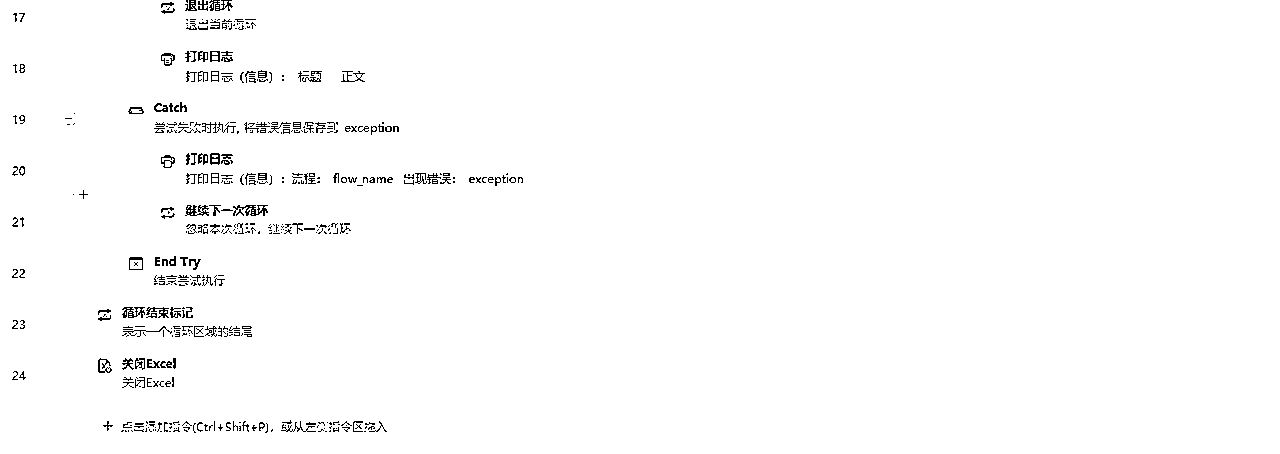 17
退出循环
退出当前循环
18
打印日志
打印日志（信息）： 标题 正文
19
Catch
尝试失败时执行, 将错误信息保存到 exception
20
打印日志
打印日志（信息）：流程： flow_name 出现错误： exception
21
继续下一次循环
忽略本次循环，继续下一次循环
22
End Try
结束尝试执行
23
循环结束标记
表示一个循环区域的结尾
24
关闭Excel
关闭Excel
点击添加指令(Ctrl+Shift+P)，或从左侧指令区拖入